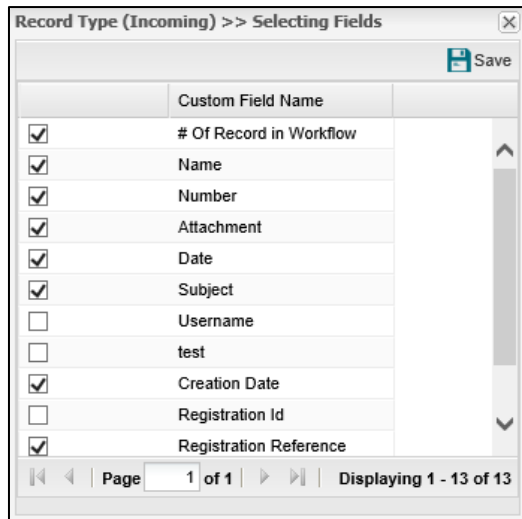 Record Type (Incoming) >> Selecting Fields
Save
Custom Field Name
# Of Record in Workflow
Name
Number
Attachment
Date
Subject
Username
test
Creation Date
Registration Id
Registration Reference
Page 1 of 1 Displaying 1 - 13 of 13